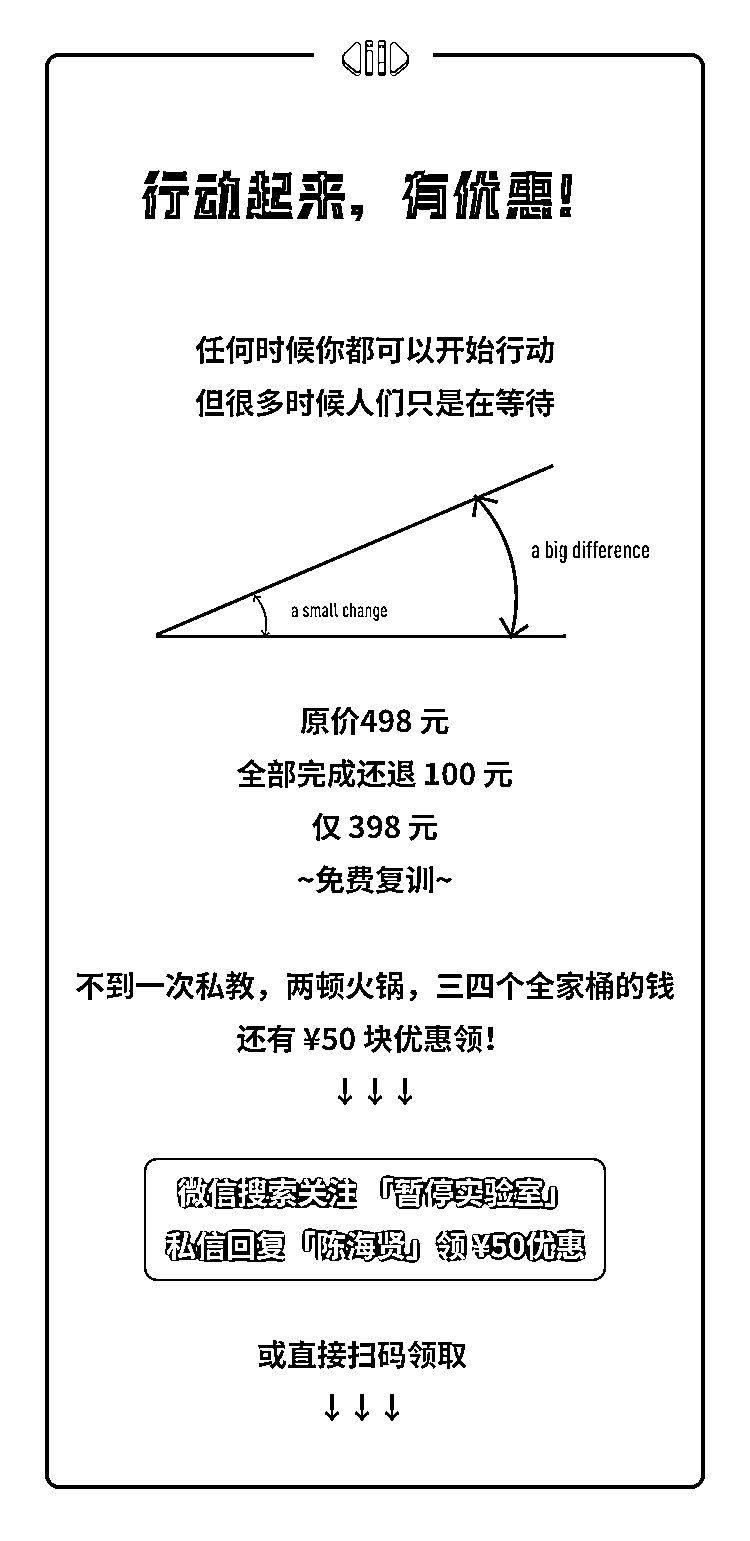 行动起来，有优惠！
任何时候你都可以开始行动
但很多时候人们只是在等待
a big difference
a small change
原价498 元
全部完成还退 100 元
仅 398 元
~免费复训~
不到一次私教，两顿火锅，三四个全家桶的钱
还有 ¥50 块优惠领！
↓ ↓ ↓
微信搜索关注 「暂停实验室」
私信回复「陈海贤」 领 ¥50优惠
或直接扫码领取
↓ ↓ ↓